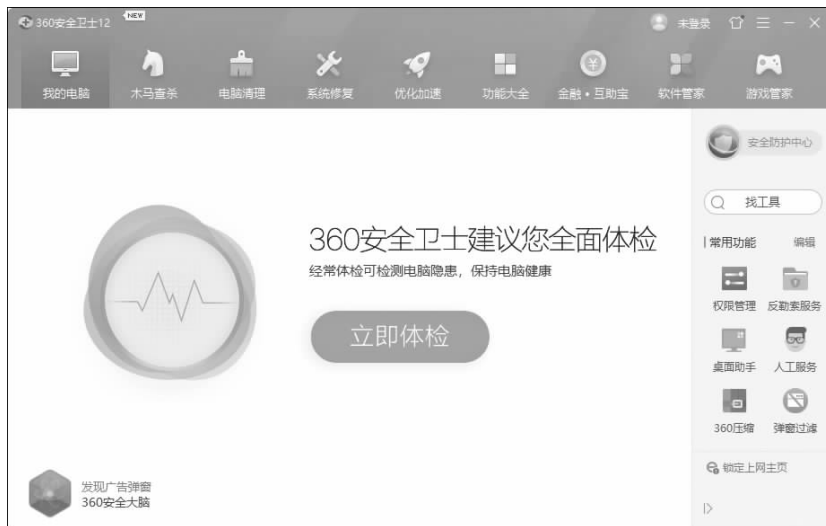 360安全卫士12
NEW
未登录
我的电脑
木马查杀
电脑清理
系统修复
优化加速
功能大全
金融·互助宝
软件管家
游戏管家
安全防护中心
找工具
360安全卫士建议您全面体检
常用功能
编辑
经常体检可检测电脑隐患，保持电脑健康
权限管理
反勒索服务
立即体检
桌面助手
人工服务
360压缩
弹窗过滤
锁定上网主页
发现广告弹窗
360安全大脑